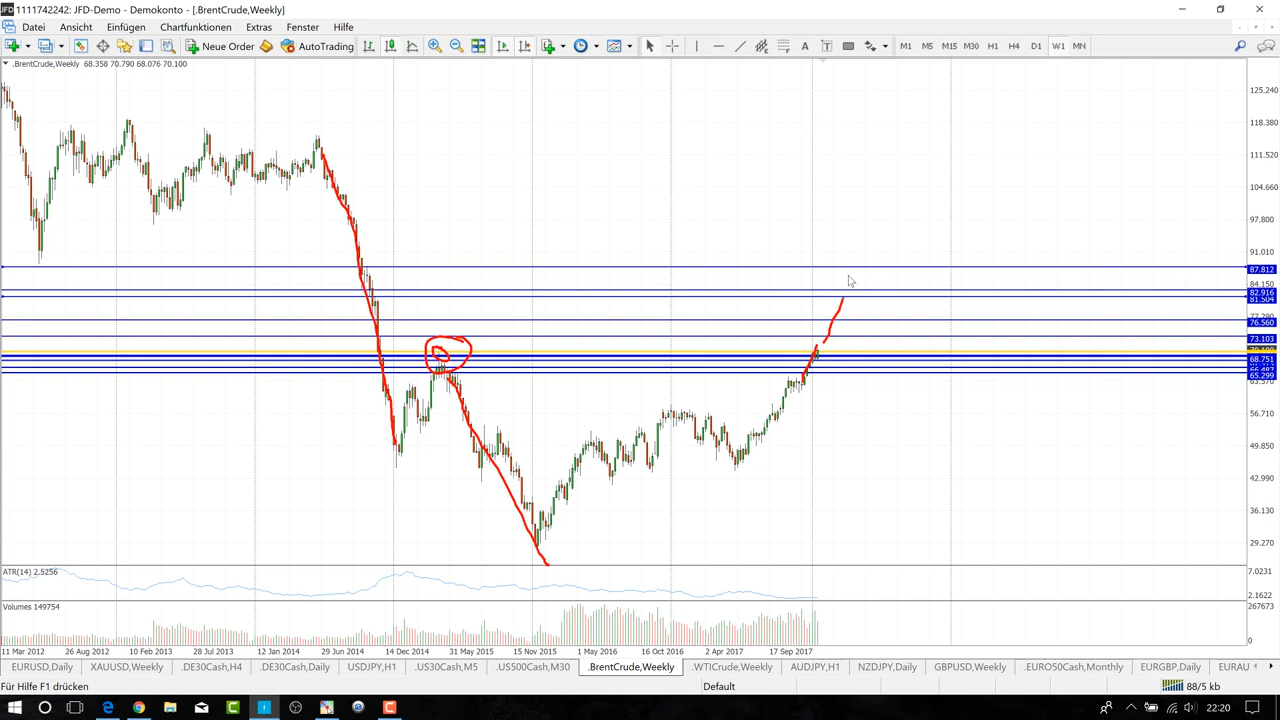 JFD 1111742242: JFD-Demo - Demokonto - [.BrentCrude,Weekly]
Datei Ansicht Einfügen Chartfunktionen Extras Fenster Hilfe
Neue Order AutoTrading A T M1 M5 M15 M30 H1 H4 D1 W1 MN
.BrentCrude,Weekly 68.358 70.790 68.076 70.100
125.240
118.380
111.520
104.660
97.800
91.010
87.812
84.150
82.916
81.504
77.290
76.560
73.103
68.751
65.299
63.370
56.710
49.850
42.990
36.130
29.270
ATR(14) 2.5256
7.0231
2.1622
Volumes 149754
267673
0
11 Mar 2012 26 Aug 2012 10 Feb 2013 28 Jul 2013 12 Jan 2014 29 Jun 2014 14 Dec 2014 31 May 2015 15 Nov 2015 1 May 2016 16 Oct 2016 2 Apr 2017 17 Sep 2017
EURUSD,Daily XAUUSD,Weekly .DE30Cash,H4 .DE30Cash,Daily USDJPY,H1 .US30Cash,M5 .US500Cash,M30 .BrentCrude,Weekly .WTICrude,Weekly AUDJPY,H1 NZDJPY,Daily GBPUSD,Weekly .EURO50Cash,Monthly EURGBP,Daily EURAU
Für Hilfe F1 drücken Default 88/5 kb
22:20